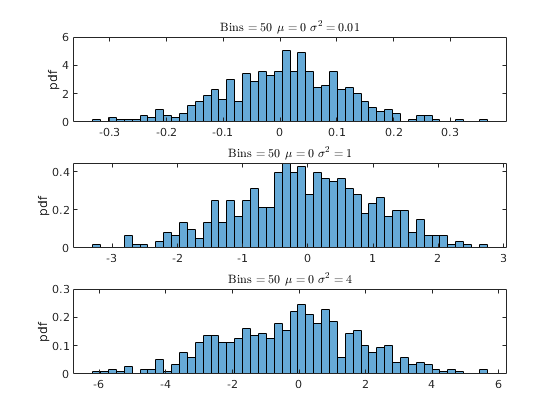 Bins = 50 μ = 0 σ² = 0.01
6
4
2
0
pdf
-0.3 -0.2 -0.1 0 0.1 0.2 0.3
Bins = 50 μ = 0 σ² = 1
0.4
0.2
0
pdf
-3 -2 -1 0 1 2 3
Bins = 50 μ = 0 σ² = 4
0.3
0.2
0.1
0
pdf
-6 -4 -2 0 2 4 6